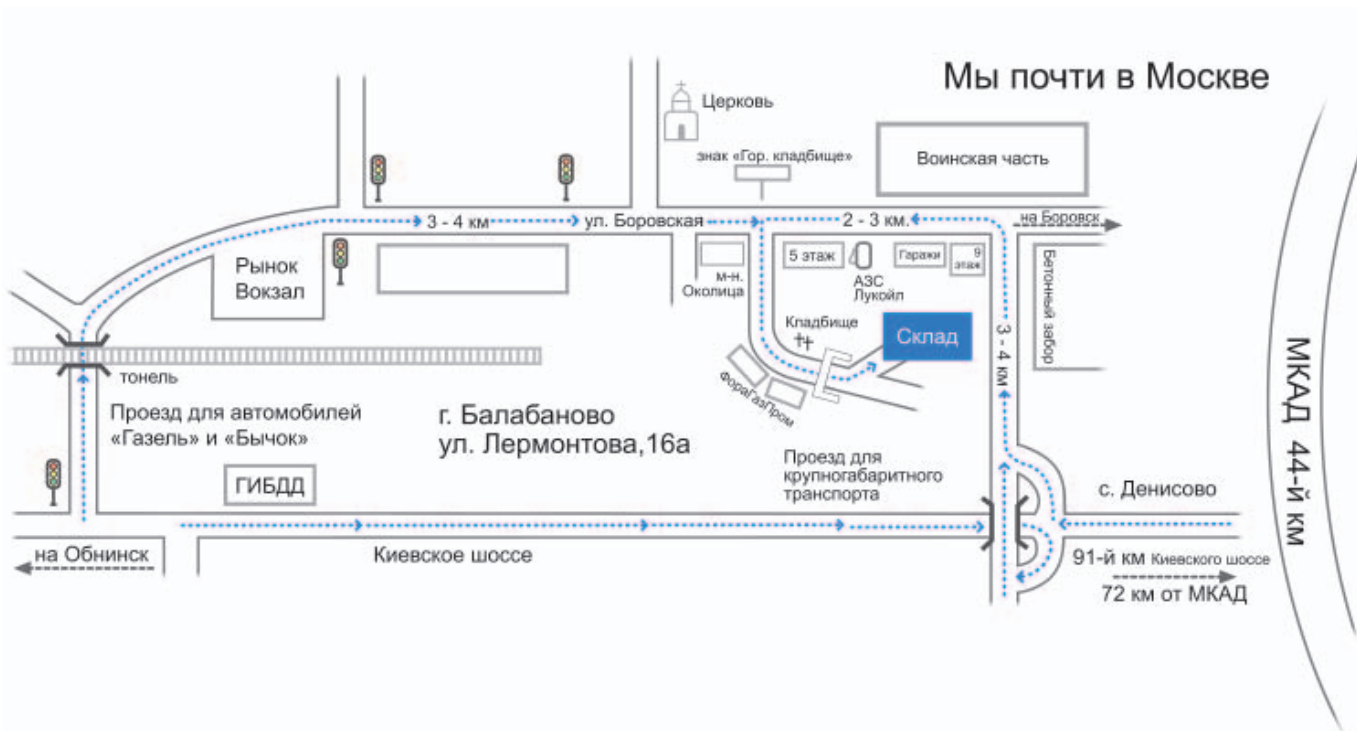 Мы почти в Москве
Церковь
знак «Гор. кладбище»
Воинская часть
3 - 4 км
ул. Боровская
2 - 3 км.
на Боровск
Рынок
Вокзал
м-н.
Околица
5 этаж
АЗС
Лукойл
Гаражи
9
этаж
Бетонный забор
Кладбище
Склад
3 - 4 км
МКАД 44-й км
тонель
ФораГазПром
Проезд для автомобилей
«Газель» и «Бычок»
г. Балабаново
ул. Лермонтова,16а
ГИБДД
Проезд для
крупногабаритного
транспорта
с. Денисово
на Обнинск
Киевское шоссе
91-й км Киевского шоссе
72 км от МКАД